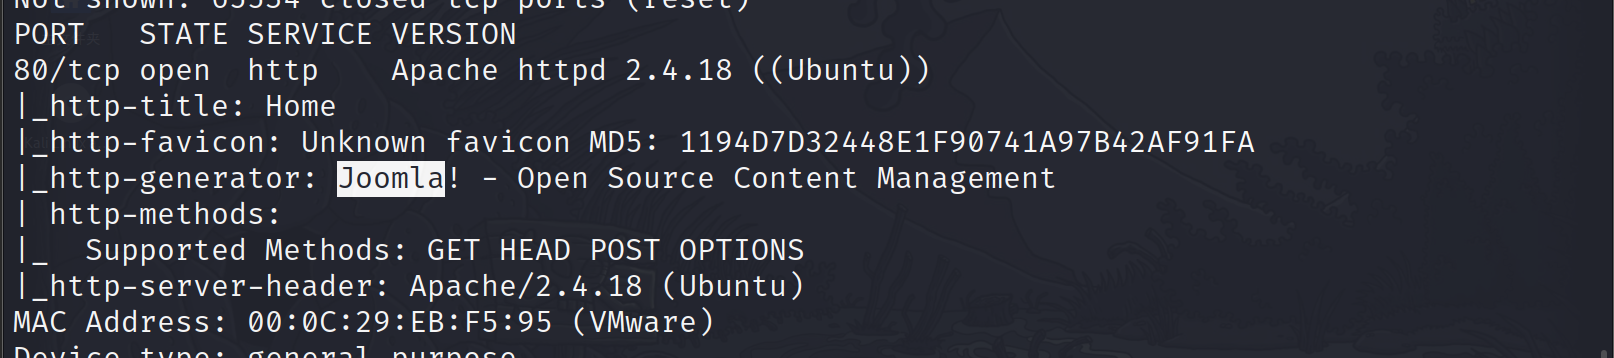 Not shown: 65534 closed tcp ports (reset)
PORT   STATE SERVICE VERSION
80/tcp open  http    Apache httpd 2.4.18 ((Ubuntu))
|_http-title: Home
|_http-favicon: Unknown favicon MD5: 1194D7D32448E1F90741A97B42AF91FA
|_http-generator: Joomla! - Open Source Content Management
| http-methods:
|_  Supported Methods: GET HEAD POST OPTIONS
|_http-server-header: Apache/2.4.18 (Ubuntu)
MAC Address: 00:0C:29:EB:F5:95 (VMware)
Device type: general purpose